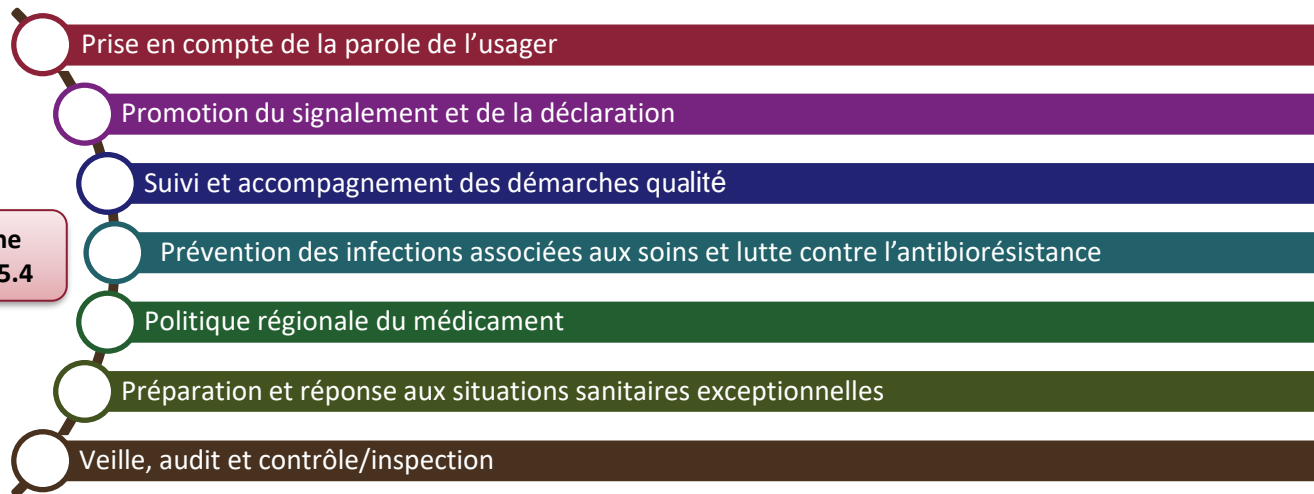 Prise en compte de la parole de l’usager
Promotion du signalement et de la déclaration
Suivi et accompagnement des démarches qualité
Prévention des infections associées aux soins et lutte contre l’antibiorésistance
5.4
Politique régionale du médicament
Préparation et réponse aux situations sanitaires exceptionnelles
Veille, audit et contrôle/inspection